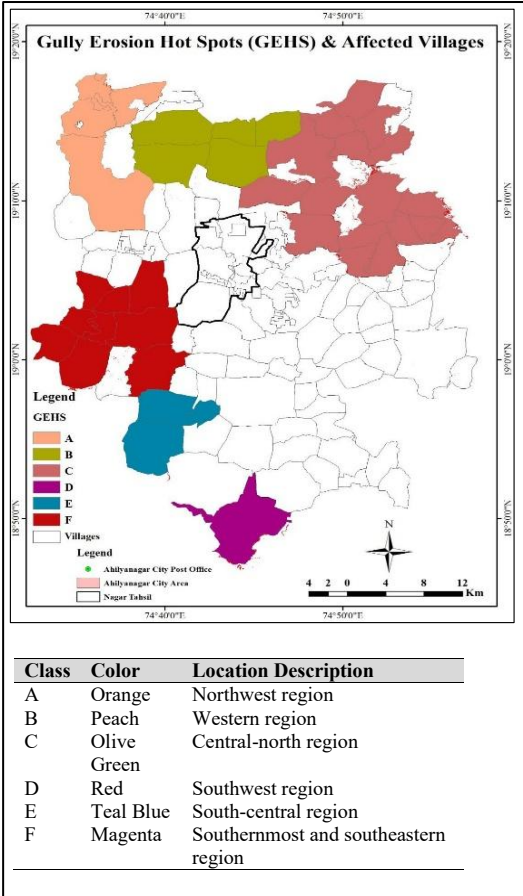 74°40'0"E 74°50'0"E
Gully Erosion Hot Spots (GEHS) & Affected Villages
19°20'0"N 19°20'0"N
19°10'0"N 19°10'0"N
19°0'0"N 19°0'0"N
18°50'0"N 18°50'0"N
Legend
GEHS
A
B
C
D
E
F
Villages
Legend
Ahilyanagar City Post Office
Ahilyanagar City Area
Nagar Tahsil
N
4 2 0 4 8 12
Km
74°40'0"E 74°50'0"E
Class Color Location Description
A Orange Northwest region
B Peach Western region
C Olive Central-north region
Green
D Red Southwest region
E Teal Blue South-central region
F Magenta Southernmost and southeastern
region